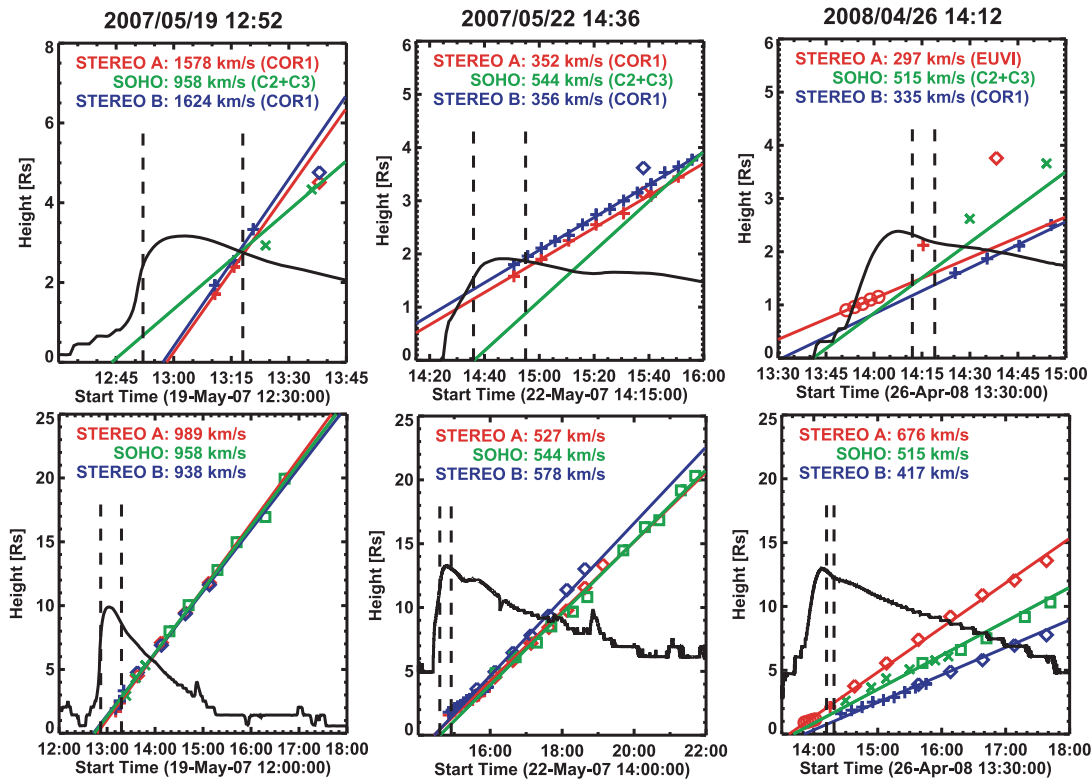 2007/05/19 12:52
2007/05/22 14:36
2008/04/26 14:12
STEREO A: 1578 km/s (COR1)
SOHO: 958 km/s (C2+C3)
STEREO B: 1624 km/s (COR1)
Height [Rs]
8
6
4
2
0
12:45 13:00 13:15 13:30 13:45
Start Time (19-May-07 12:30:00)
STEREO A: 352 km/s (COR1)
SOHO: 544 km/s (C2+C3)
STEREO B: 356 km/s (COR1)
Height [Rs]
6
5
4
3
2
1
0
14:20 14:40 15:00 15:20 15:40 16:00
Start Time (22-May-07 14:15:00)
STEREO A: 297 km/s (EUVI)
SOHO: 515 km/s (C2+C3)
STEREO B: 335 km/s (COR1)
Height [Rs]
6
5
4
3
2
1
0
13:30 13:45 14:00 14:15 14:30 14:45 15:00
Start Time (26-Apr-08 13:30:00)
STEREO A: 989 km/s
SOHO: 958 km/s
STEREO B: 938 km/s
Height [Rs]
25
20
15
10
5
0
12:00 13:00 14:00 15:00 16:00 17:00 18:00
Start Time (19-May-07 12:00:00)
STEREO A: 527 km/s
SOHO: 544 km/s
STEREO B: 578 km/s
Height [Rs]
25
20
15
10
5
0
16:00 18:00 20:00 22:00
Start Time (22-May-07 14:00:00)
STEREO A: 676 km/s
SOHO: 515 km/s
STEREO B: 417 km/s
Height [Rs]
25
20
15
10
5
0
14:00 15:00 16:00 17:00 18:00
Start Time (26-Apr-08 13:30:00)